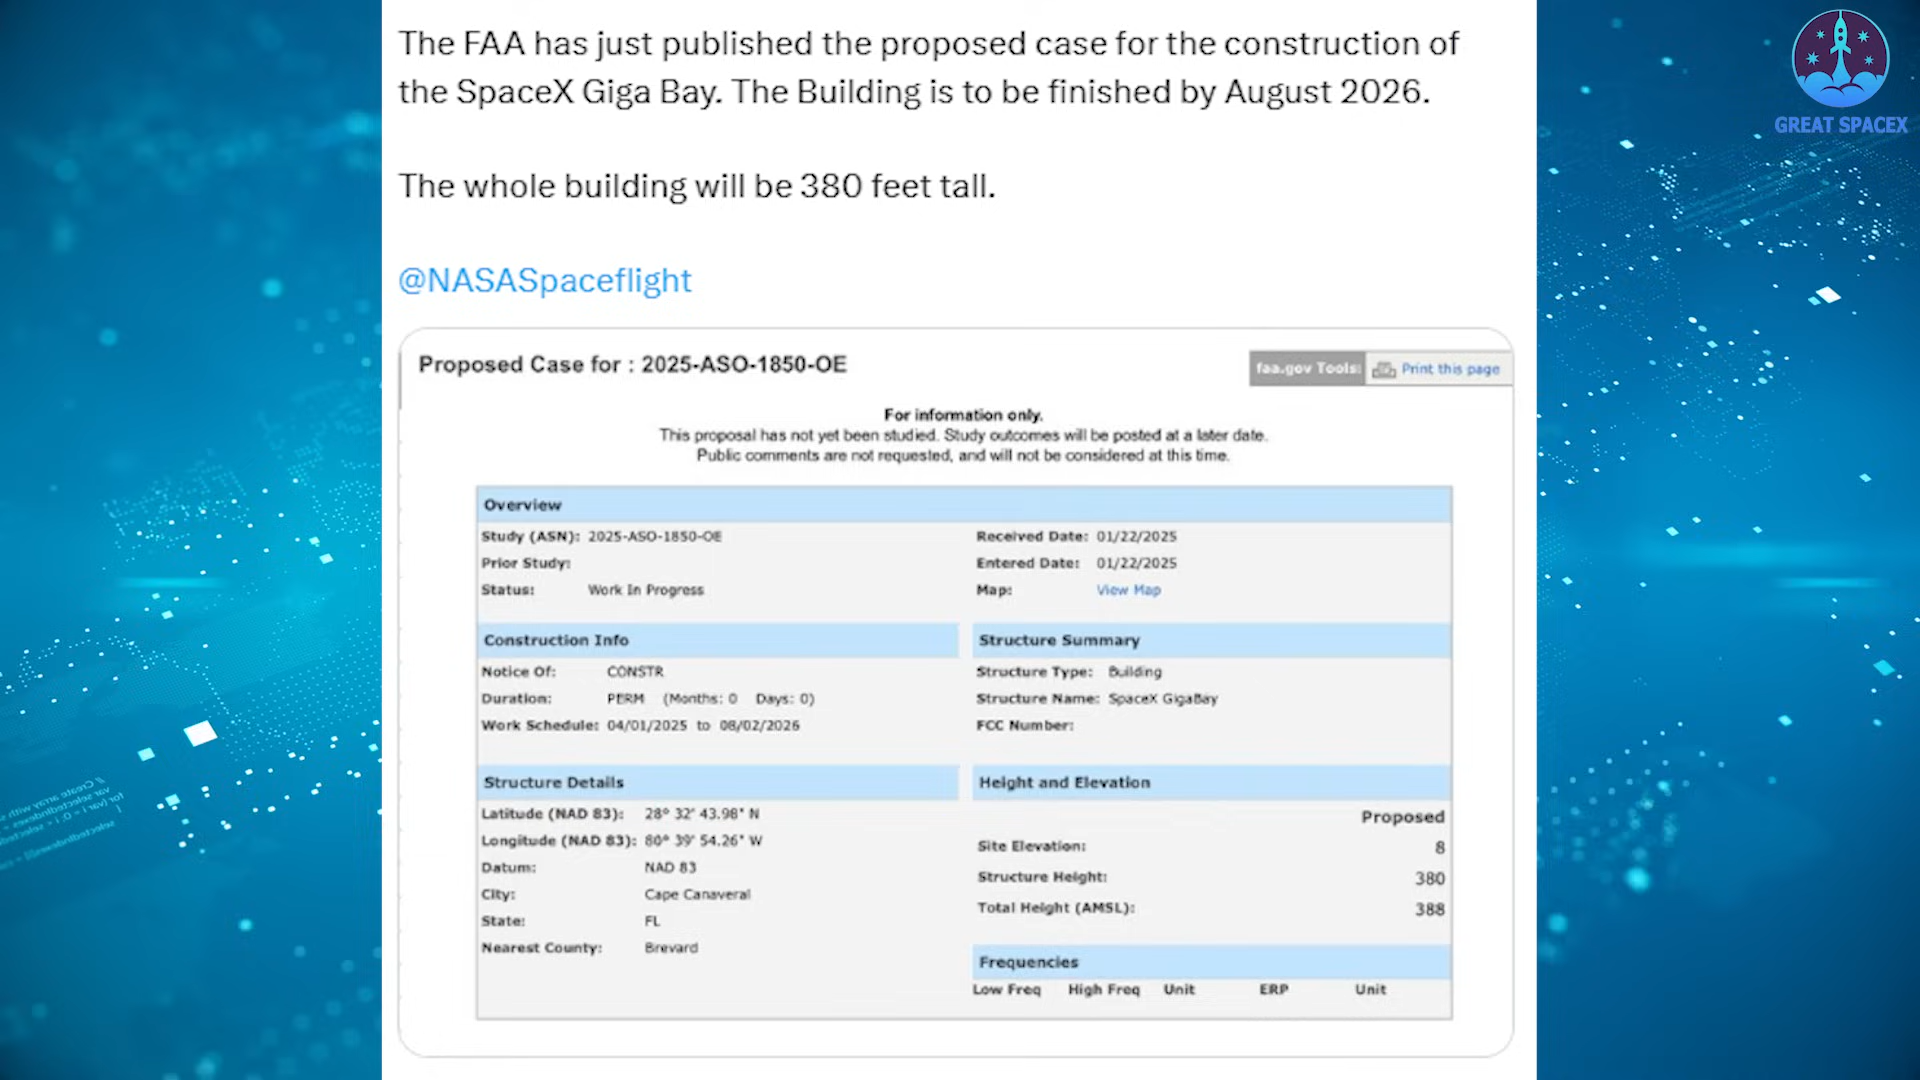 The FAA has just published the proposed case for the construction of
the SpaceX Giga Bay. The Building is to be finished by August 2026.
The whole building will be 380 feet tall.
@NASASpaceflight
GREAT SPACEX
Proposed Case for : 2025-ASO-1850-OE
faa.gov Tools: Print this page
For information only.
This proposal has not yet been studied. Study outcomes will be posted at a later date.
Public comments are not requested, and will not be considered at this time.
Overview
Study (ASN): 2025-ASO-1850-OE
Prior Study:
Status: Work In Progress
Received Date: 01/22/2025
Entered Date: 01/22/2025
Map: View Map
Construction Info
Notice Of: CONSTR
Duration: PERM (Months: 0 Days: 0)
Work Schedule: 04/01/2025 to 08/02/2026
Structure Summary
Structure Type: Building
Structure Name: SpaceX GigaBay
FCC Number:
Structure Details
Latitude (NAD 83): 28° 32' 43.98" N
Longitude (NAD 83): 80° 39' 54.26" W
Datum: NAD 83
City: Cape Canaveral
State: FL
Nearest County: Brevard
Height and Elevation
Proposed
Site Elevation: 8
Structure Height: 380
Total Height (AMSL): 388
Frequencies
Low Freq High Freq Unit ERP Unit